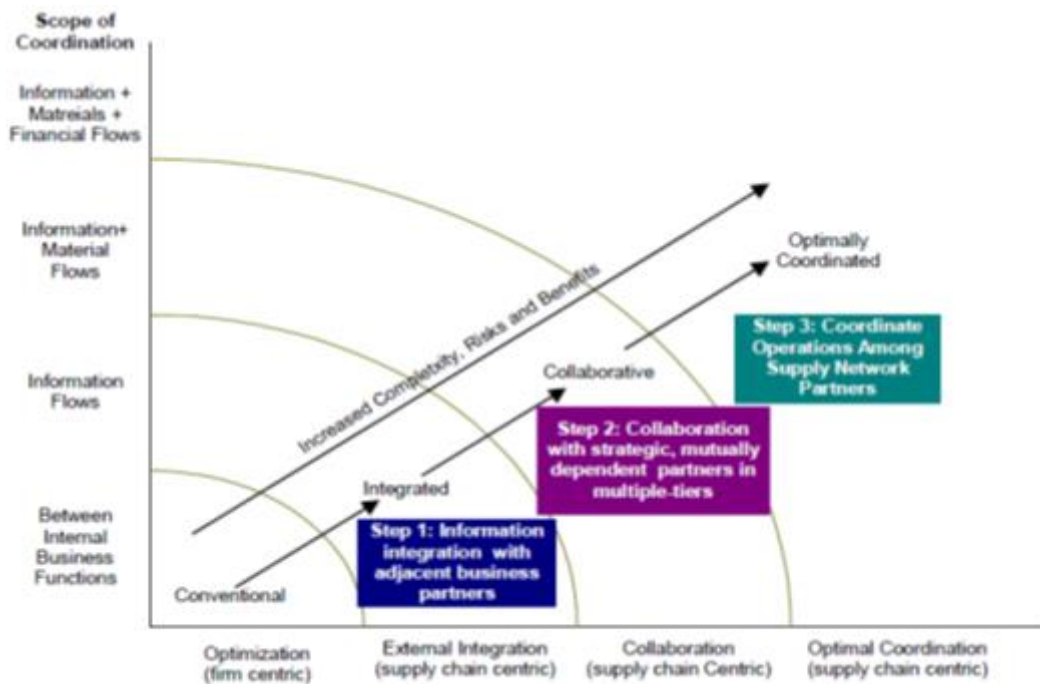 Scope of
Coordination
Information +
Matreials +
Financial Flows
Information+
Material
Flows
Information
Flows
Between
Internal
Business
Functions
Increased Completxity, Risks and Benefits
Optimally
Coordinated
Step 3: Coordinate
Operations Among
Supply Network
Partners
Collaborative
Step 2: Collaboration
with strategic, mutually
dependent partners in
multiple-tiers
Integrated
Step 1: Information
integration with
adjacent business
partners
Conventional
Optimization
(firm centric)
External Integration
(supply chain centric)
Collaboration
(supply chain Centric)
Optimal Coordination
(supply chain centric)